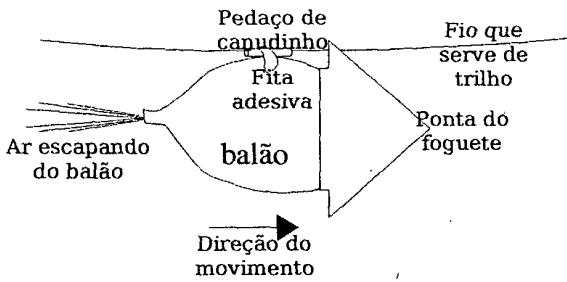 Pedaço de
canudinho
Fio que
serve de
trilho
Fita
adesiva
Ponta do
foguete
Ar escapando
do balão
balão
Direção do
movimento